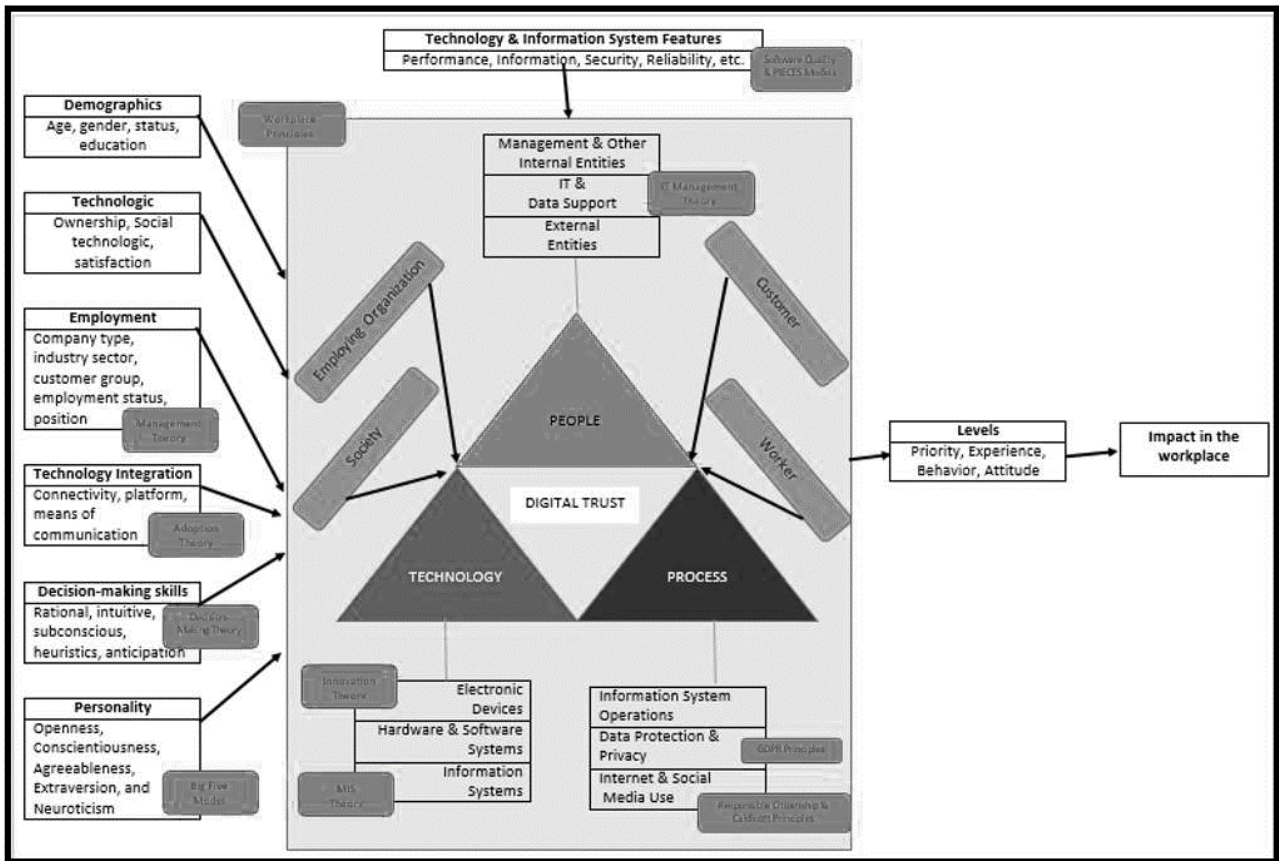 Technology & Information System Features
Performance, Information, Security, Reliability, etc.
Software Quality
& PIECES Models
Demographics
Age, gender, status,
education
Workplace
Principles
Technologic
Ownership, Social
technologic,
satisfaction
Employment
Company type,
industry sector,
customer group,
employment status,
position
Management
Theory
Technology Integration
Connectivity, platform,
means of
communication
Adoption
Theory
Decision-making skills
Rational, intuitive,
subconscious,
heuristics, anticipation
Decision
Making Theory
Personality
Openness,
Conscientiousness,
Agreeableness,
Extraversion, and
Neuroticism
Big Five
Model
Management & Other
Internal Entities
IT &
Data Support
External
Entities
IT Management
Theory
Employing Organization
Customer
Society
Worker
PEOPLE
DIGITAL TRUST
TECHNOLOGY
PROCESS
Innovation
Theory
Electronic
Devices
Hardware & Software
Systems
Information
Systems
MIS
Theory
Information System
Operations
Data Protection &
Privacy
Internet & Social
Media Use
GDPR Principles
Responsible Citizenship &
Caldicott Principles
Levels
Priority, Experience,
Behavior, Attitude
Impact in the
workplace